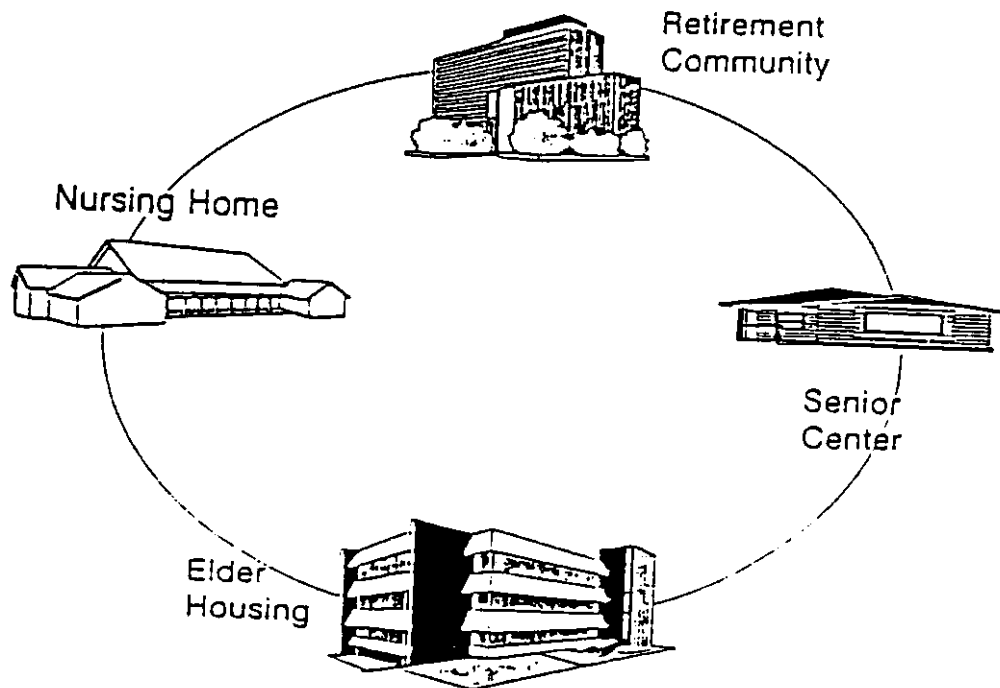 Retirement
Community
Nursing Home
Senior
Center
Elder
Housing